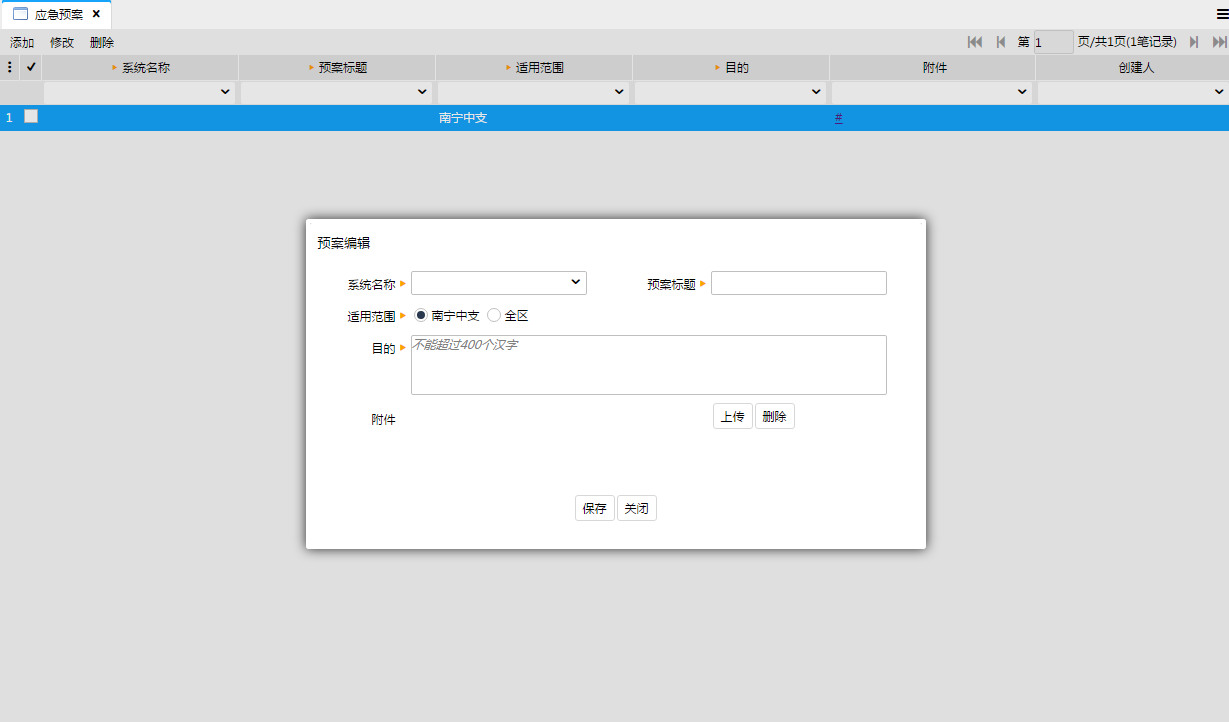 应急预案
添加 修改 删除 第 1 页/共1页(1笔记录)
系统名称 预案标题 适用范围 目的 附件 创建人
1 南宁中支 #
预案编辑
系统名称 预案标题
适用范围 南宁中支 全区
目的 不能超过400个汉字
附件 上传 删除
保存 关闭